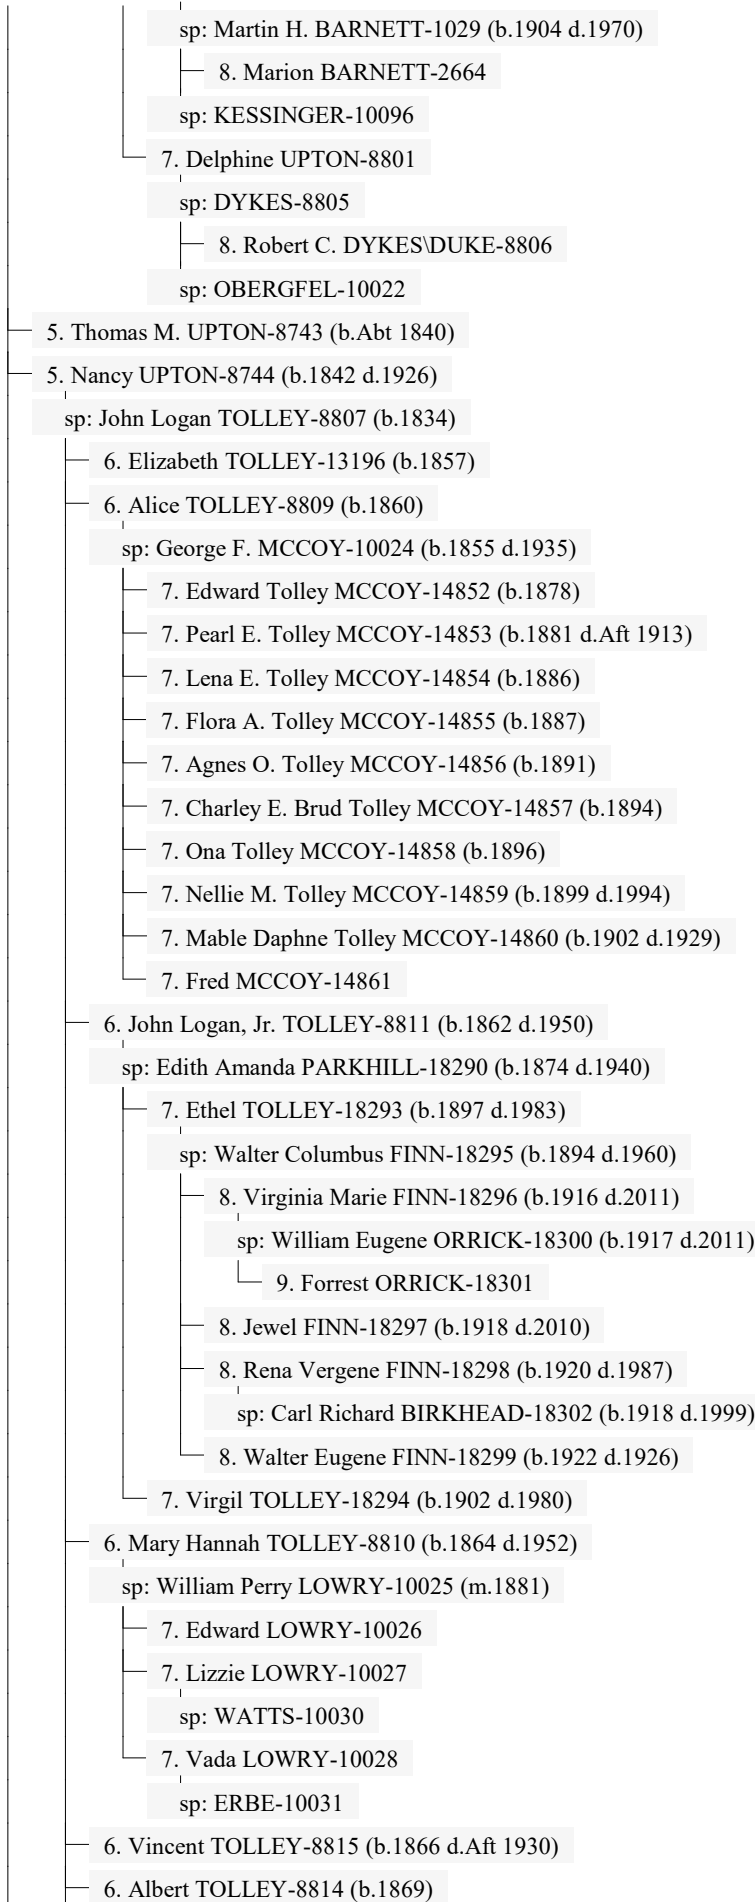 sp: Martin H. BARNETT-1029 (b.1904 d.1970)
8. Marion BARNETT-2664
sp: KESSINGER-10096
7. Delphine UPTON-8801
sp: DYKES-8805
8. Robert C. DYKES\DUKE-8806
sp: OBERGFEL-10022
5. Thomas M. UPTON-8743 (b.Abt 1840)
5. Nancy UPTON-8744 (b.1842 d.1926)
sp: John Logan TOLLEY-8807 (b.1834)
6. Elizabeth TOLLEY-13196 (b.1857)
6. Alice TOLLEY-8809 (b.1860)
sp: George F. MCCOY-10024 (b.1855 d.1935)
7. Edward Tolley MCCOY-14852 (b.1878)
7. Pearl E. Tolley MCCOY-14853 (b.1881 d.Aft 1913)
7. Lena E. Tolley MCCOY-14854 (b.1886)
7. Flora A. Tolley MCCOY-14855 (b.1887)
7. Agnes O. Tolley MCCOY-14856 (b.1891)
7. Charley E. Brud Tolley MCCOY-14857 (b.1894)
7. Ona Tolley MCCOY-14858 (b.1896)
7. Nellie M. Tolley MCCOY-14859 (b.1899 d.1994)
7. Mable Daphne Tolley MCCOY-14860 (b.1902 d.1929)
7. Fred MCCOY-14861
6. John Logan, Jr. TOLLEY-8811 (b.1862 d.1950)
sp: Edith Amanda PARKHILL-18290 (b.1874 d.1940)
7. Ethel TOLLEY-18293 (b.1897 d.1983)
sp: Walter Columbus FINN-18295 (b.1894 d.1960)
8. Virginia Marie FINN-18296 (b.1916 d.2011)
sp: William Eugene ORRICK-18300 (b.1917 d.2011)
9. Forrest ORRICK-18301
8. Jewel FINN-18297 (b.1918 d.2010)
8. Rena Vergene FINN-18298 (b.1920 d.1987)
sp: Carl Richard BIRKHEAD-18302 (b.1918 d.1999)
8. Walter Eugene FINN-18299 (b.1922 d.1926)
7. Virgil TOLLEY-18294 (b.1902 d.1980)
6. Mary Hannah TOLLEY-8810 (b.1864 d.1952)
sp: William Perry LOWRY-10025 (m.1881)
7. Edward LOWRY-10026
7. Lizzie LOWRY-10027
sp: WATTS-10030
7. Vada LOWRY-10028
sp: ERBE-10031
6. Vincent TOLLEY-8815 (b.1866 d.Aft 1930)
6. Albert TOLLEY-8814 (b.1869)